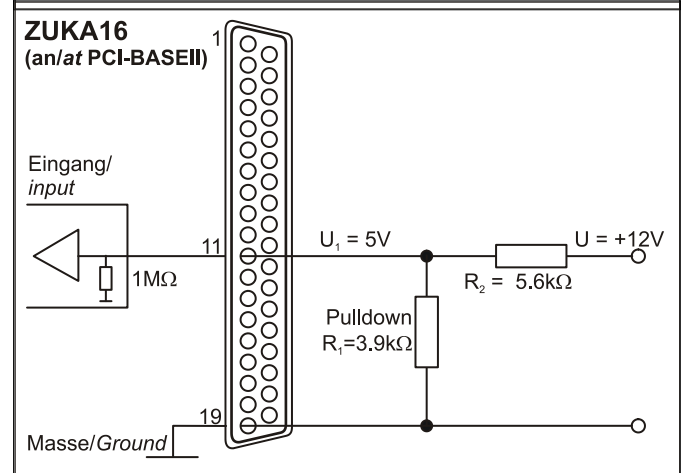 ZUKA16
(an/at PCI-BASEII)
1
Eingang/
input
11
U₁ = 5V
U = +12V
1MΩ
R₂ = 5.6kΩ
Pulldown
R₁=3.9kΩ
19
Masse/Ground